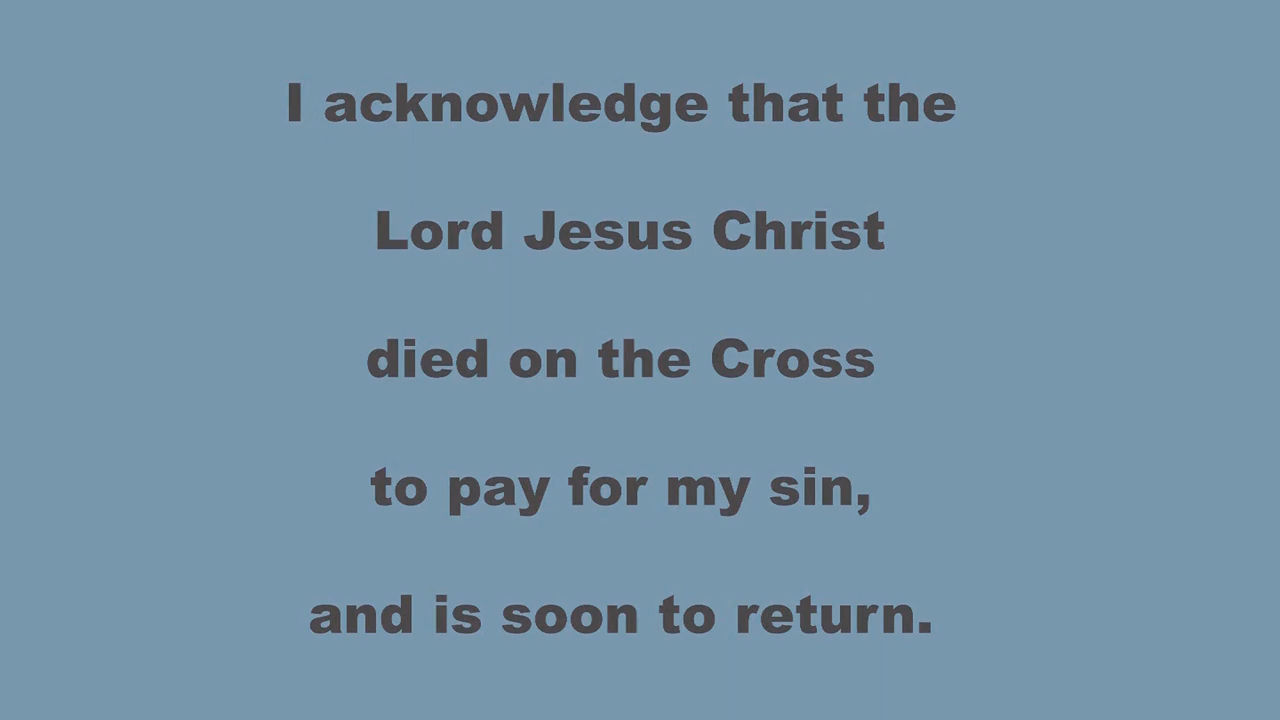 I acknowledge that the
Lord Jesus Christ
died on the Cross
to pay for my sin,
and is soon to return.